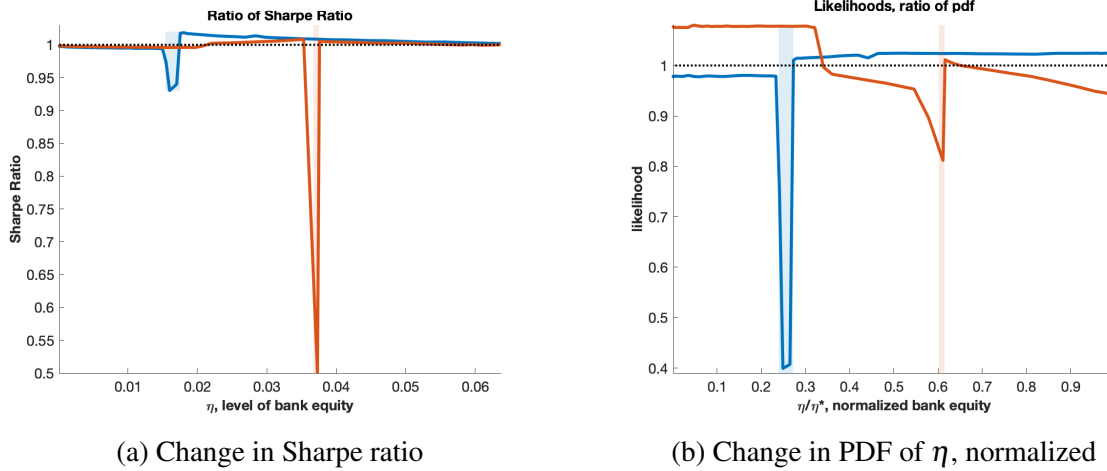 Ratio of Sharpe Ratio
1
0.95
0.9
0.85
0.8
0.75
0.7
0.65
0.6
0.55
0.5
Sharpe Ratio
0.01 0.02 0.03 0.04 0.05 0.06
η, level of bank equity
(a) Change in Sharpe ratio
Likelihoods, ratio of pdf
1
0.9
0.8
0.7
0.6
0.5
0.4
likelihood
0.1 0.2 0.3 0.4 0.5 0.6 0.7 0.8 0.9
η/η*, normalized bank equity
(b) Change in PDF of η, normalized